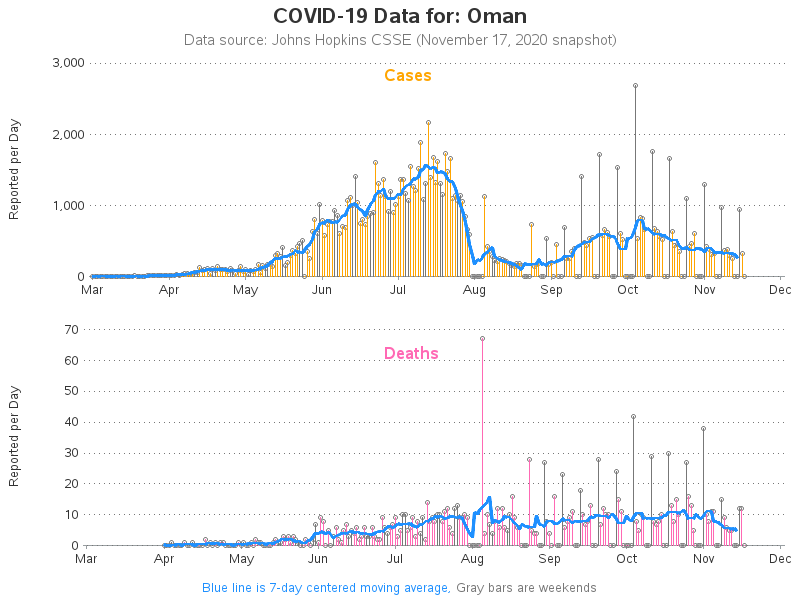 COVID-19 Data for: Oman
Data source: Johns Hopkins CSSE (November 17, 2020 snapshot)
Cases
Reported per Day
3,000
2,000
1,000
0
Mar Apr May Jun Jul Aug Sep Oct Nov Dec
Deaths
Reported per Day
70
60
50
40
30
20
10
0
Mar Apr May Jun Jul Aug Sep Oct Nov Dec
Blue line is 7-day centered moving average, Gray bars are weekends